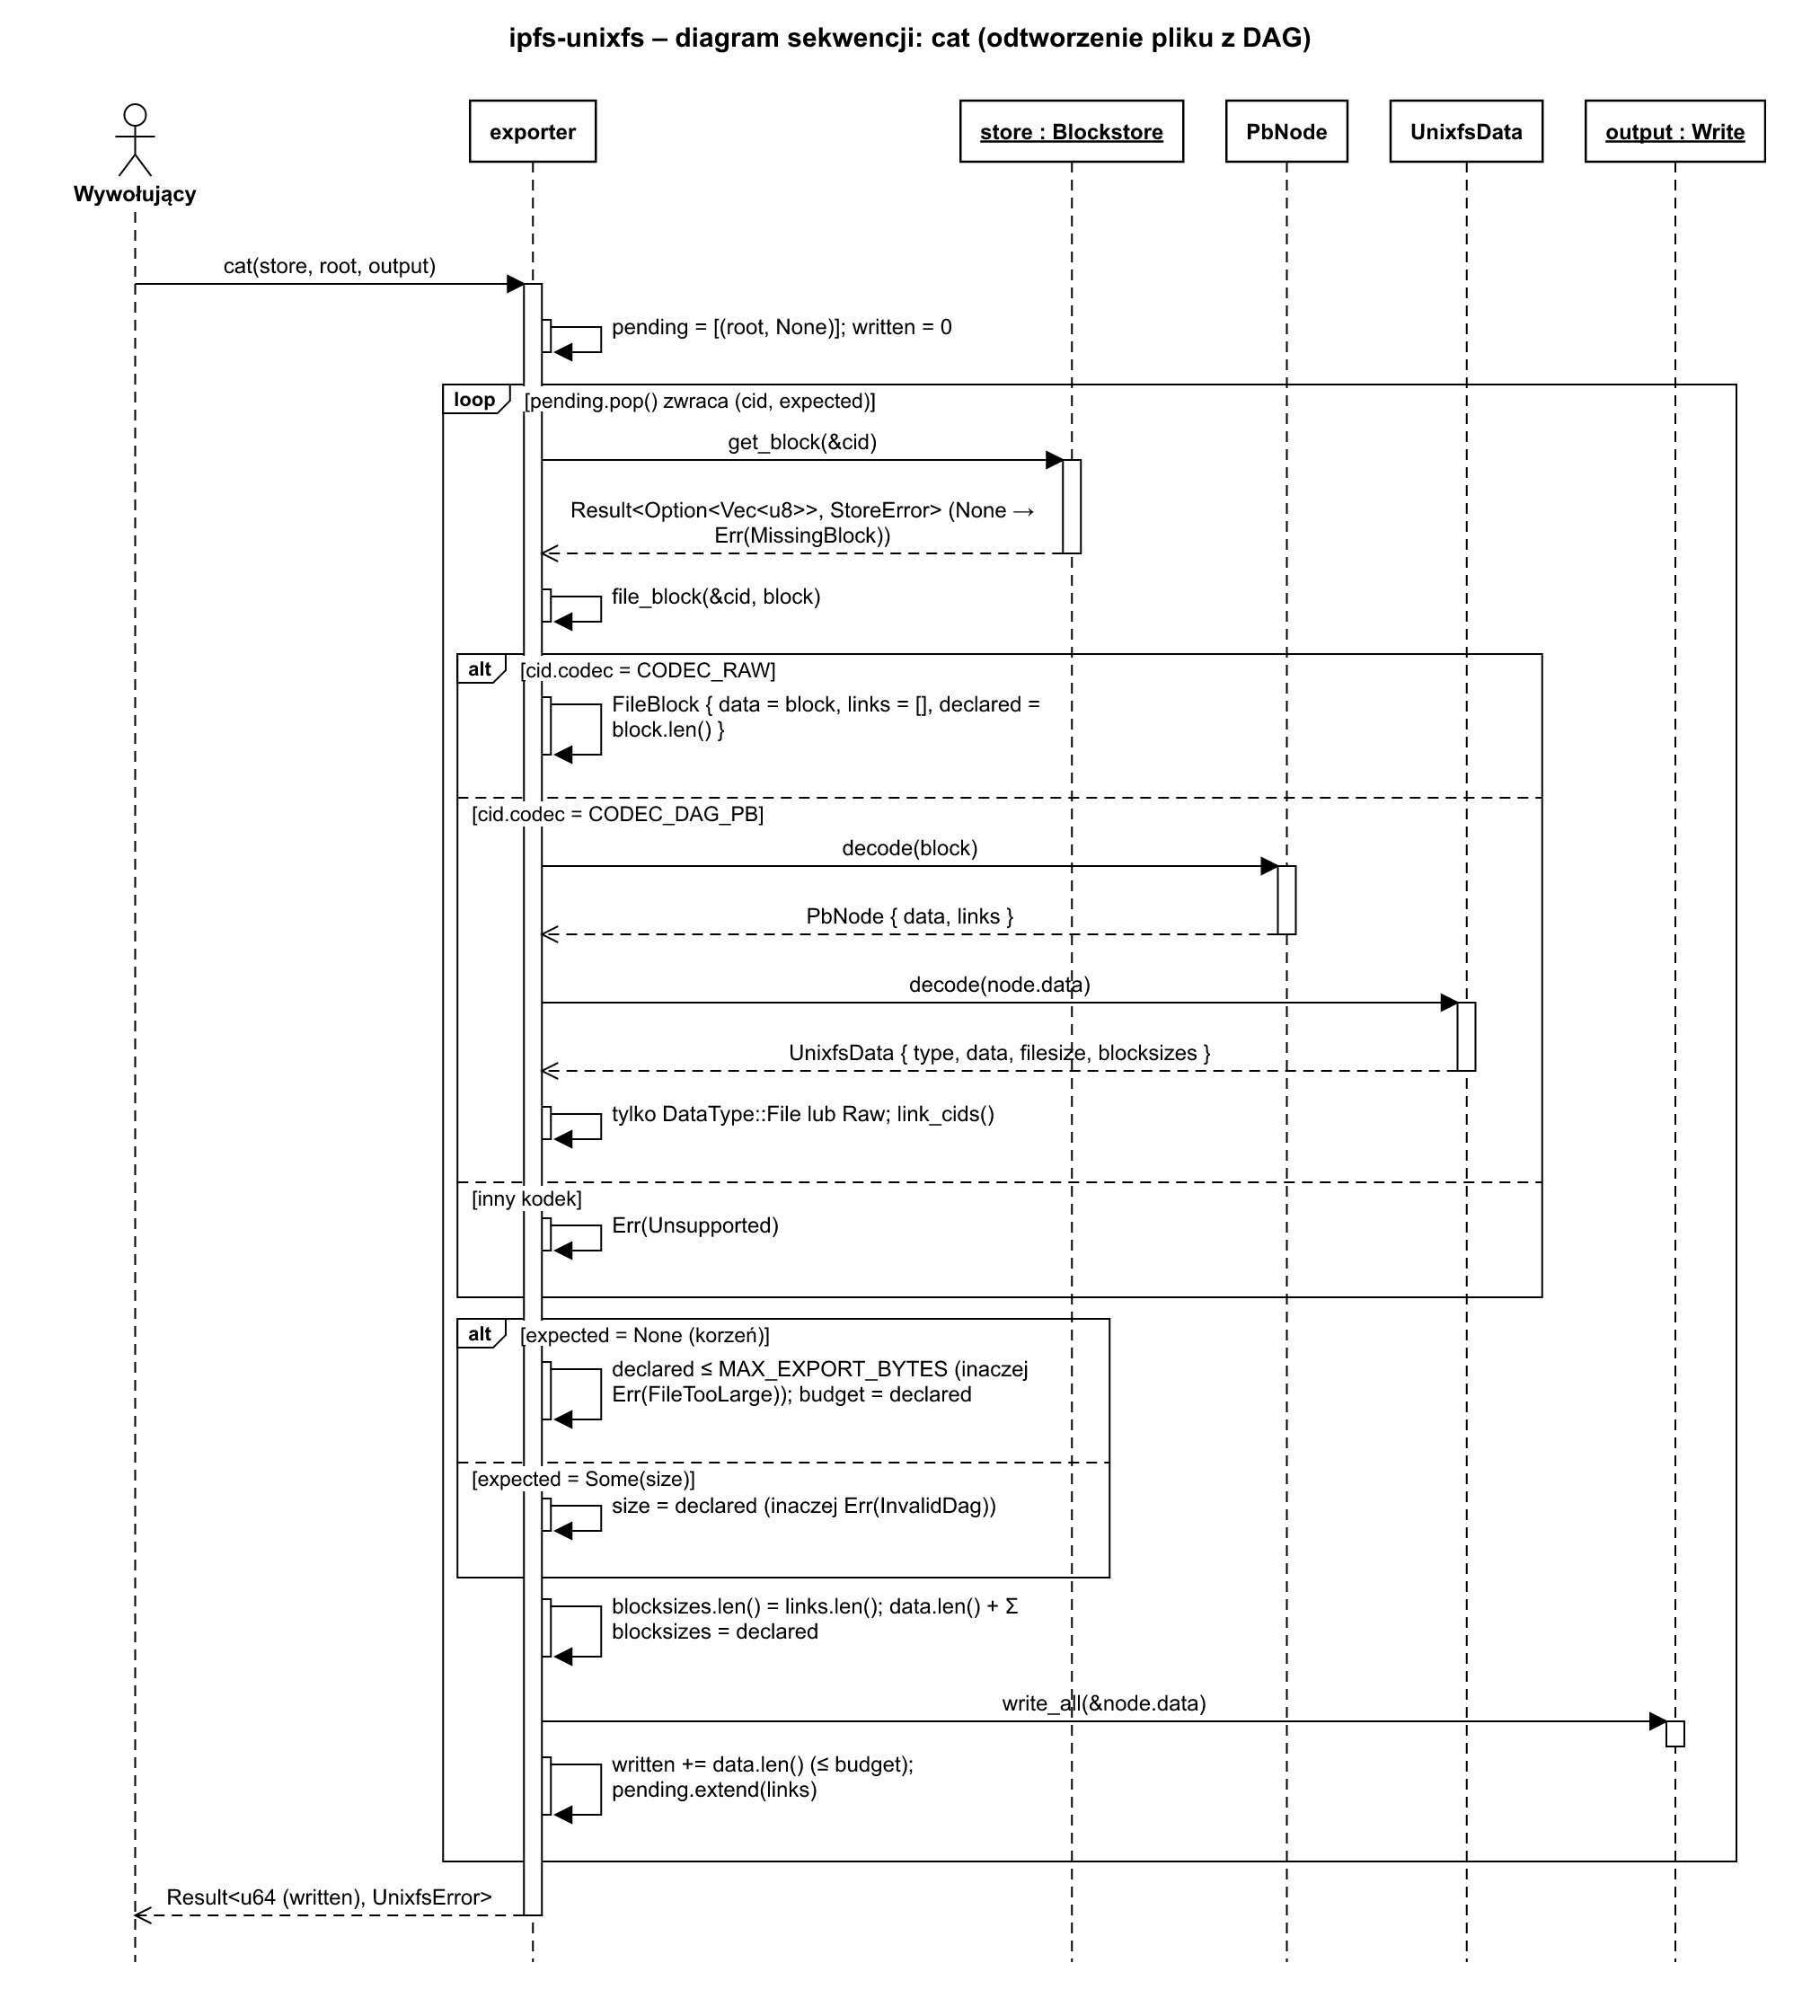 ipfs-unixfs – diagram sekwencji: cat (odtworzenie pliku z DAG)
Wywołujący
exporter
store : Blockstore
PbNode
UnixfsData
output : Write
cat(store, root, output)
pending = [(root, None)]; written = 0
loop
[pending.pop() zwraca (cid, expected)]
get_block(&cid)
Result<Option<Vec<u8>>, StoreError> (None →
Err(MissingBlock))
file_block(&cid, block)
alt
[cid.codec = CODEC_RAW]
FileBlock { data = block, links = [], declared =
block.len() }
[cid.codec = CODEC_DAG_PB]
decode(block)
PbNode { data, links }
decode(node.data)
UnixfsData { type, data, filesize, blocksizes }
tylko DataType::File lub Raw; link_cids()
[inny kodek]
Err(Unsupported)
alt
[expected = None (korzeń)]
declared ≤ MAX_EXPORT_BYTES (inaczej
Err(FileTooLarge)); budget = declared
[expected = Some(size)]
size = declared (inaczej Err(InvalidDag))
blocksizes.len() = links.len(); data.len() + Σ
blocksizes = declared
write_all(&node.data)
written += data.len() (≤ budget);
pending.extend(links)
Result<u64 (written), UnixfsError>